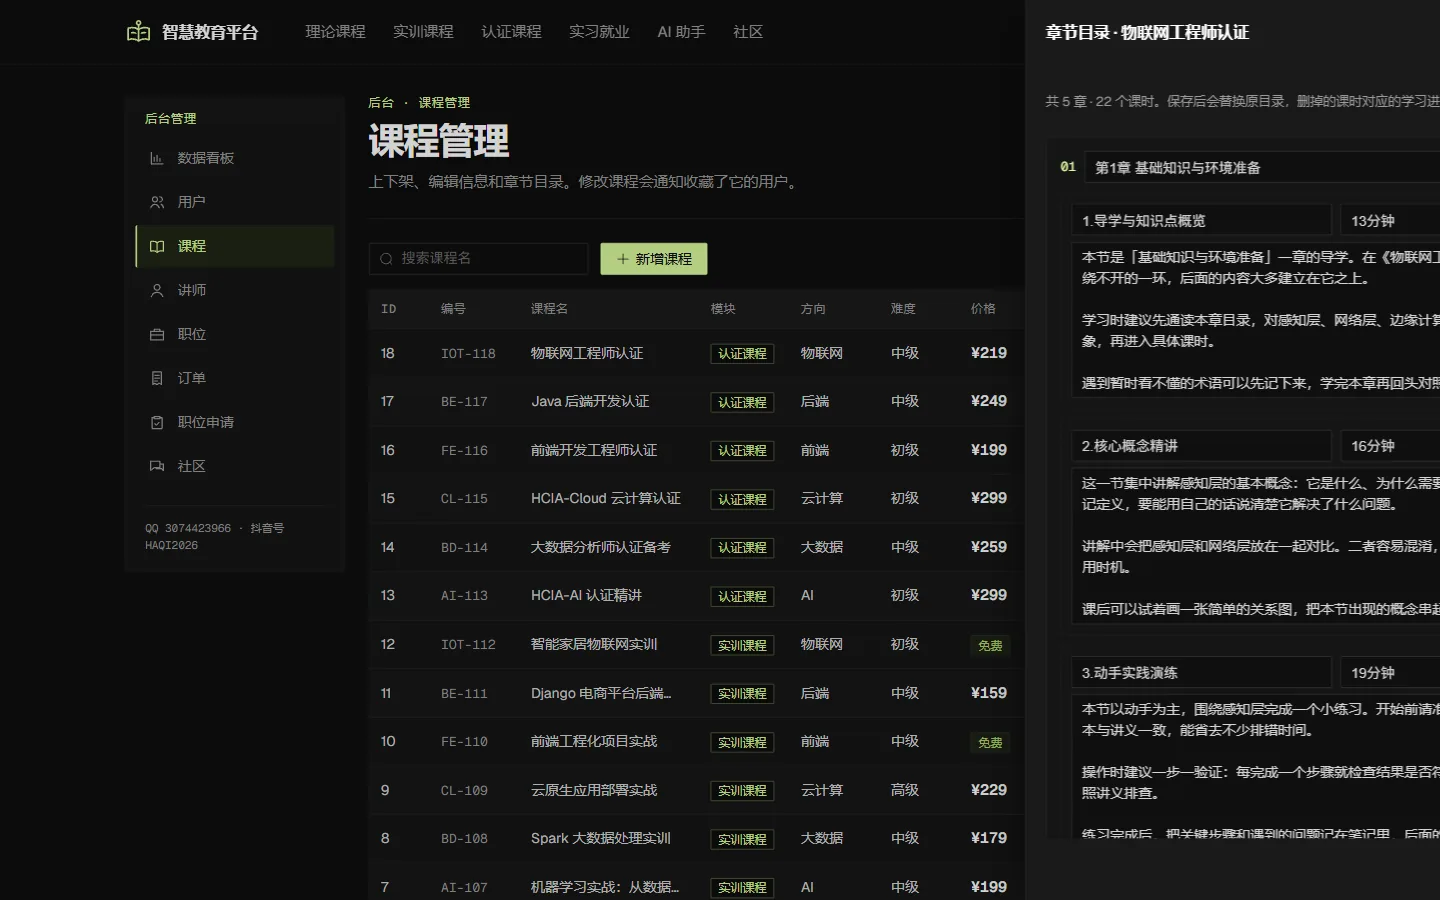 智慧教育平台 理论课程 实训课程 认证课程 实习就业 AI 助手 社区
后台管理
数据看板
用户
课程
讲师
职位
订单
职位申请
社区
QQ 3074423966 · 抖音号
HAQI2026
后台 · 课程管理
课程管理
上下架、编辑信息和章节目录。修改课程会通知收藏了它的用户。
搜索课程名 + 新增课程
ID 编号 课程名 模块 方向 难度 价格
18 IOT-118 物联网工程师认证 认证课程 物联网 中级 ¥219
17 BE-117 Java 后端开发认证 认证课程 后端 中级 ¥249
16 FE-116 前端开发工程师认证 认证课程 前端 初级 ¥199
15 CL-115 HCIA-Cloud 云计算认证 认证课程 云计算 初级 ¥299
14 BD-114 大数据分析师认证备考 认证课程 大数据 中级 ¥259
13 AI-113 HCIA-AI 认证精讲 认证课程 AI 初级 ¥299
12 IOT-112 智能家居物联网实训 实训课程 物联网 初级 免费
11 BE-111 Django 电商平台后端… 实训课程 后端 中级 ¥159
10 FE-110 前端工程化项目实战 实训课程 前端 中级 免费
9 CL-109 云原生应用部署实战 实训课程 云计算 高级 ¥229
8 BD-108 Spark 大数据处理实训 实训课程 大数据 中级 ¥179
7 AI-107 机器学习实战：从数据… 实训课程 AI 中级 ¥199
章节目录 · 物联网工程师认证
共 5 章 · 22 个课时。保存后会替换原目录，删掉的课时对应的学习进
01 第1章 基础知识与环境准备
1.导学与知识点概览 13分钟
本节是「基础知识与环境准备」一章的导学。在《物联网工
绕不开的一环，后面的内容大多建立在它之上。
学习时建议先通读本章目录，对感知层、网络层、边缘计算
象，再进入具体课时。
遇到暂时看不懂的术语可以先记下来，学完本章再回头对照
2.核心概念精讲 16分钟
这一节集中讲解感知层的基本概念：它是什么、为什么需要
记定义，要能用自己的话说清楚它解决了什么问题。
讲解中会把感知层和网络层放在一起对比。二者容易混淆，
用时机。
课后可以试着画一张简单的关系图，把本节出现的概念串起
3.动手实践演练 19分钟
本节以动手为主，围绕感知层完成一个小练习。开始前请准
本与讲义一致，能省去不少排错时间。
操作时建议一步一验证：每完成一个步骤就检查结果是否符
照讲义排查。
练习完成后，把关键步骤和遇到的问题记在笔记里，后面的